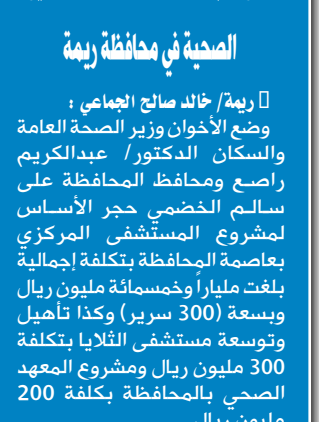 الصحية في محافظة ريمة
ريمة/ خالد صالح الجماعي :
وضع الأخوان وزير الصحة العامة
والسكان الدكتور/ عبدالكريم
راصع ومحافظ المحافظة على
سالم الخضمي حجر الأساس
لمشروع المستشفى المركزي
بعاصمة المحافظة بتكلفة إجمالية
بلغت ملياراً وخمسمائة مليون ريال
وبسعة (300 سرير) وكذا تأهيل
وتوسعة مستشفى الثلايا بتكلفة
300 مليون ريال ومشروع المعهد
الصحي بالمحافظة بكلفة 200
مليون ريال